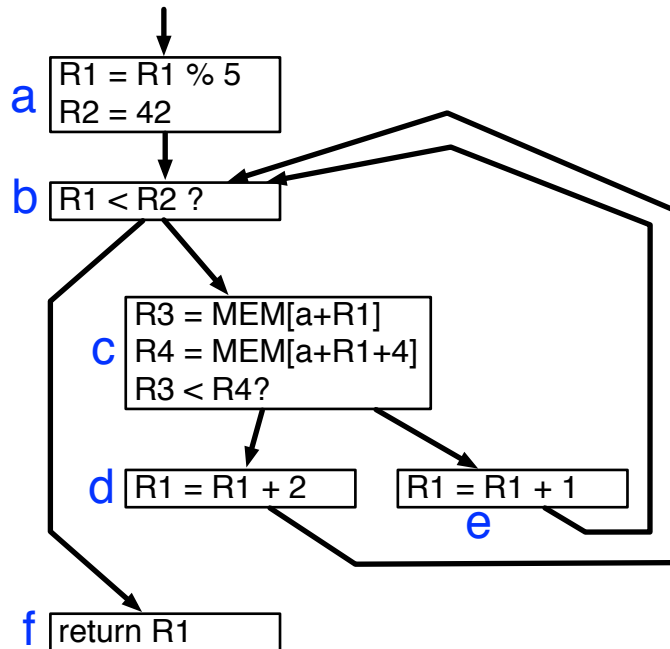 a
R1 = R1 % 5
R2 = 42
b
R1 < R2 ?
c
R3 = MEM[a+R1]
R4 = MEM[a+R1+4]
R3 < R4?
d
R1 = R1 + 2
R1 = R1 + 1
e
f
return R1